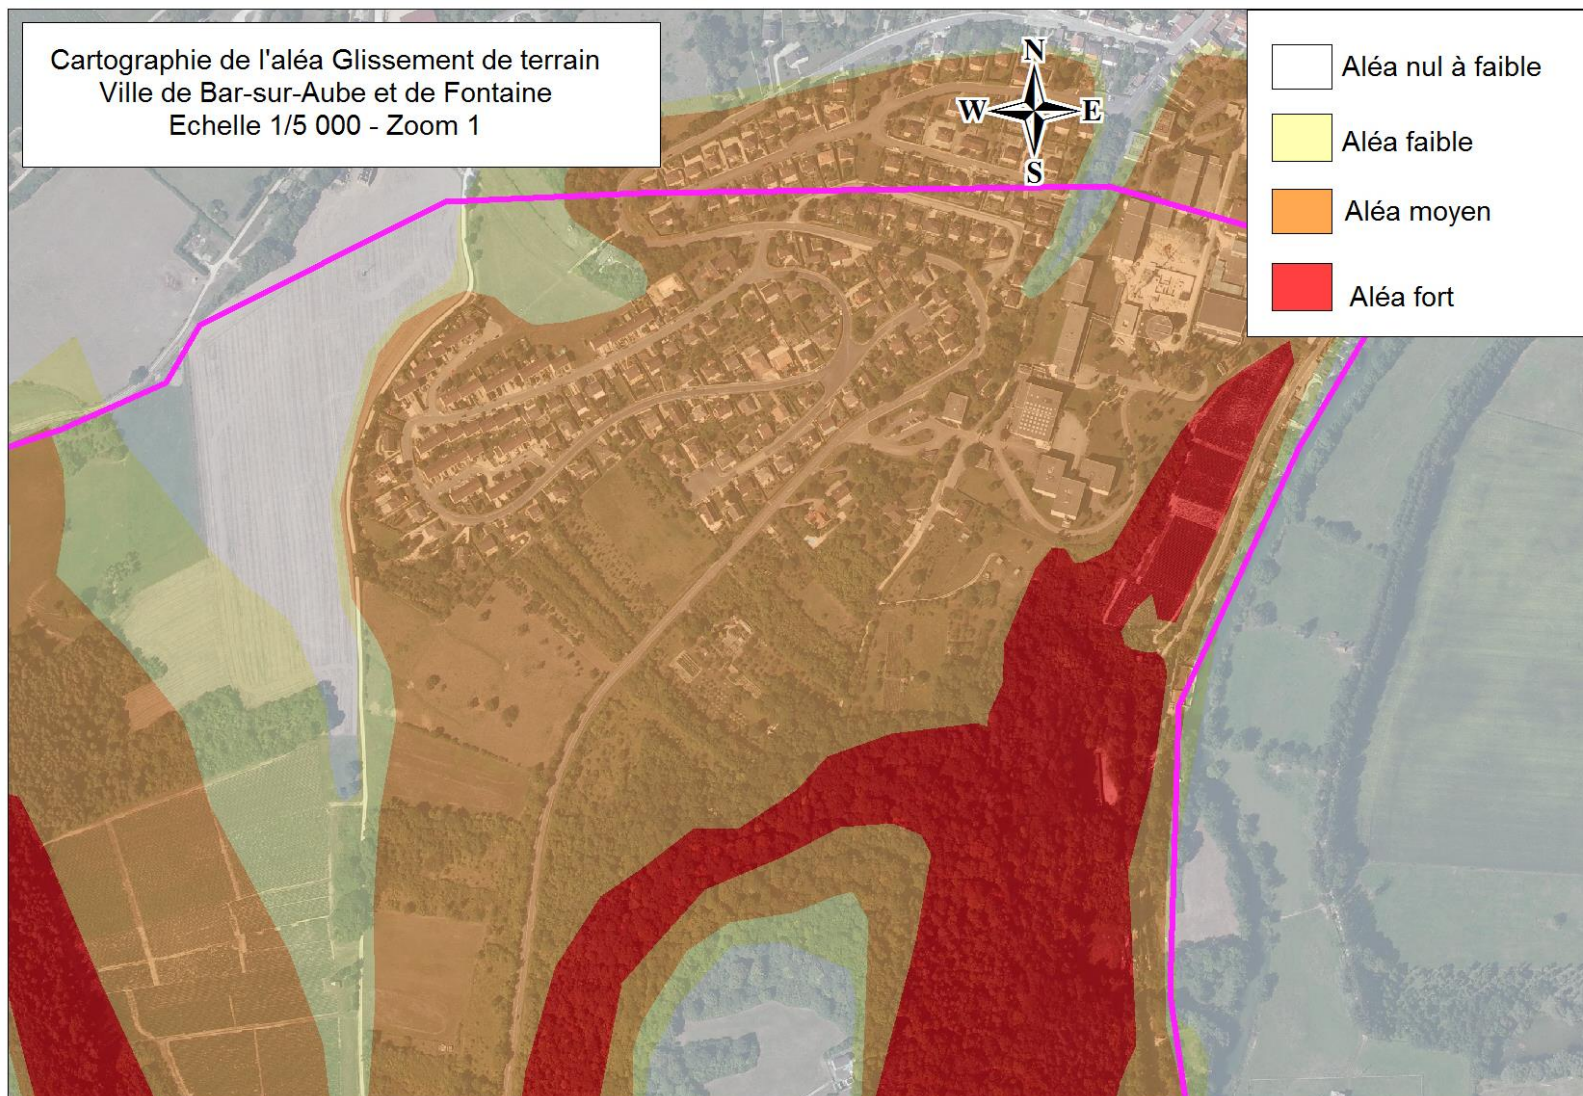 Cartographie de l'aléa Glissement de terrain
Ville de Bar-sur-Aube et de Fontaine
Echelle 1/5 000 - Zoom 1
N
W E
S
Aléa nul à faible
Aléa faible
Aléa moyen
Aléa fort